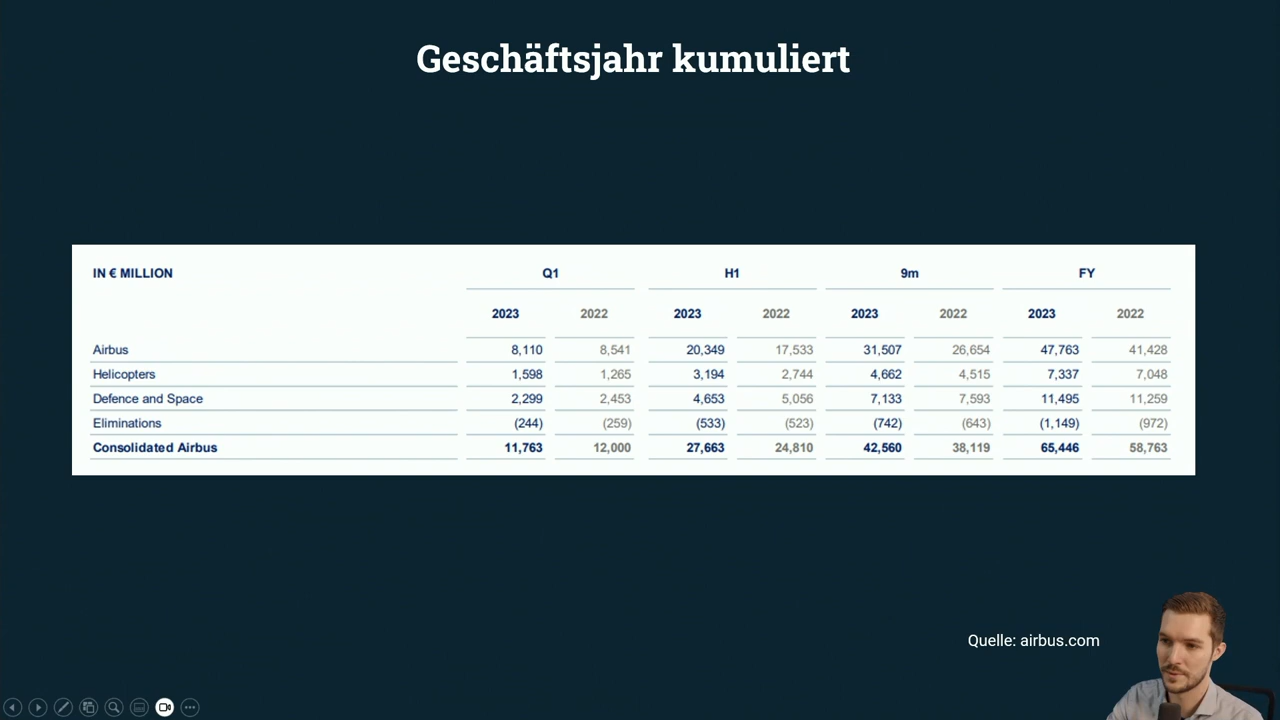 Geschäftsjahr kumuliert
IN € MILLION Q1 H1 9m FY
2023 2022 2023 2022 2023 2022 2023 2022
Airbus 8,110 8,541 20,349 17,533 31,507 26,654 47,763 41,428
Helicopters 1,598 1,265 3,194 2,744 4,662 4,515 7,337 7,048
Defence and Space 2,299 2,453 4,653 5,056 7,133 7,593 11,495 11,259
Eliminations (244) (259) (533) (523) (742) (643) (1,149) (972)
Consolidated Airbus 11,763 12,000 27,663 24,810 42,560 38,119 65,446 58,763
Quelle: airbus.com